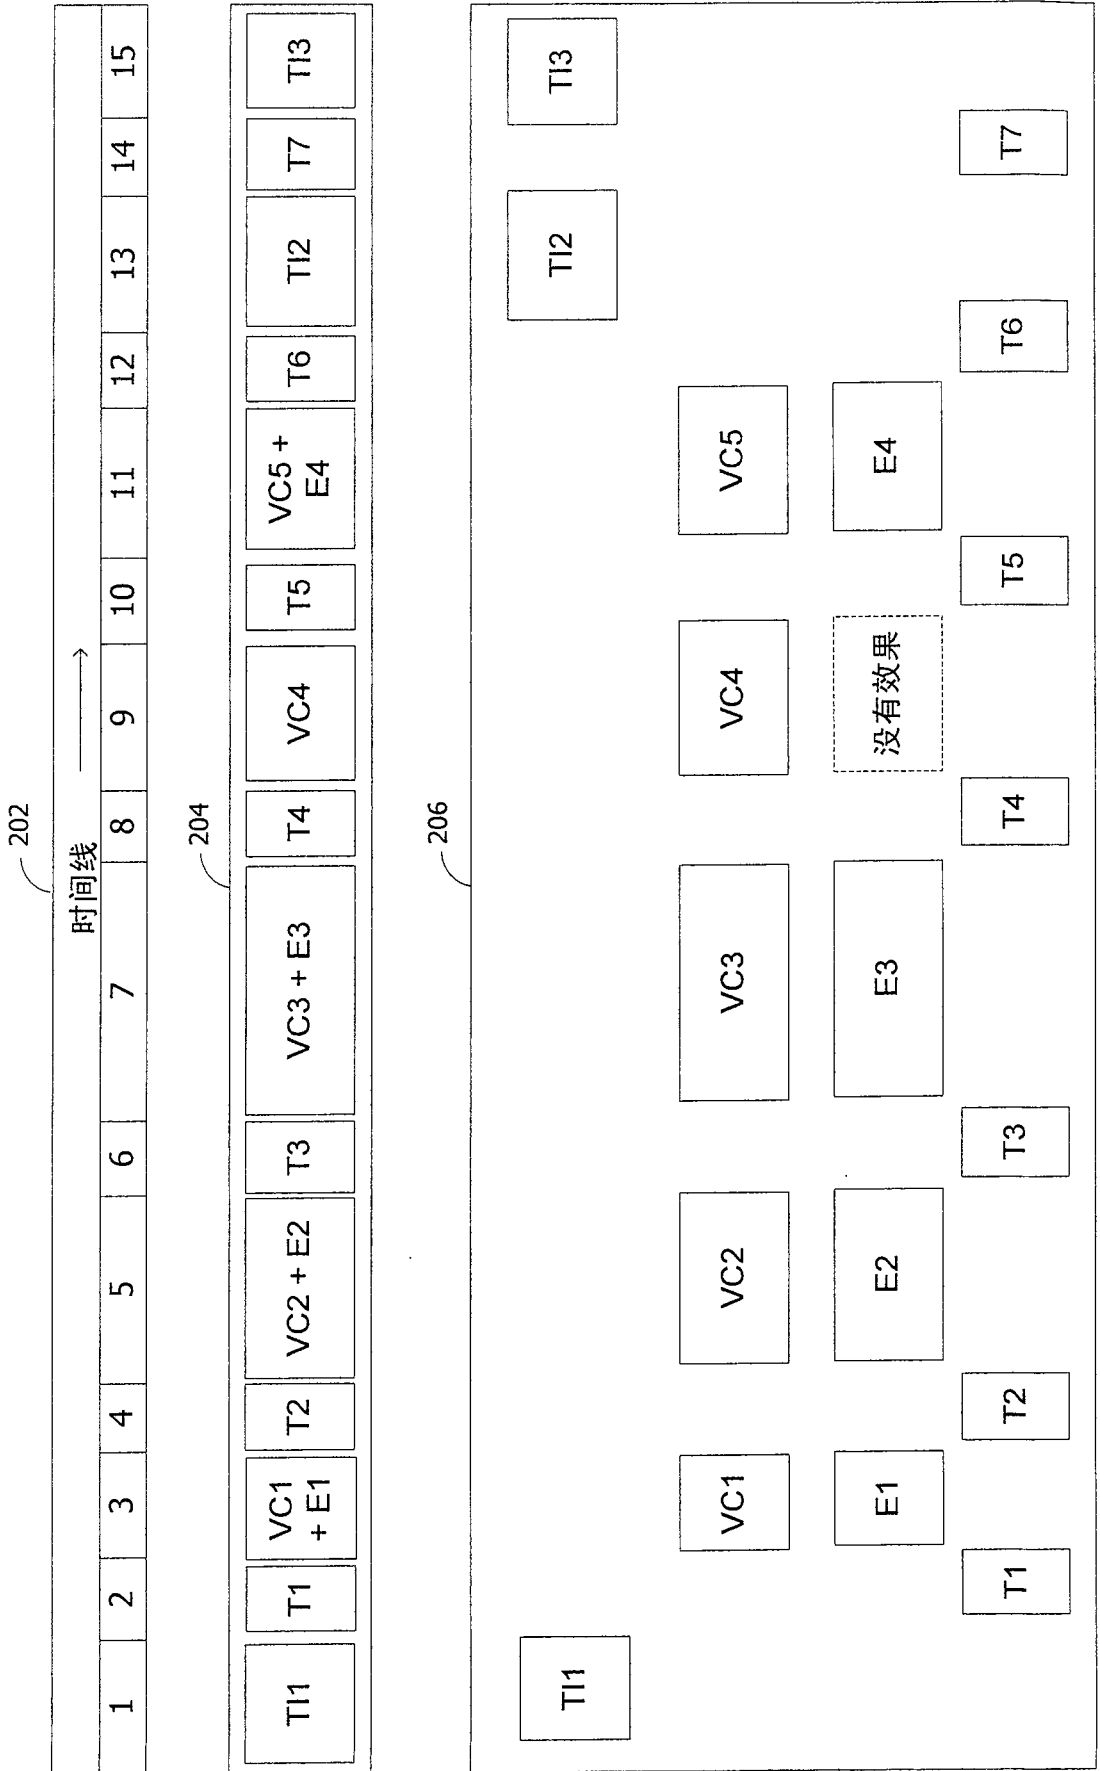 202
时间线
1 2 3 4 5 6 7 8 9 10 11 12 13 14 15
204
TI1
T1
VC1
+ E1
T2
VC2 + E2
T3
VC3 + E3
T4
VC4
T5
VC5 +
E4
T6
TI2
T7
TI3
206
TI1
TI2
TI3
VC1
VC2
VC3
VC4
VC5
E1
E2
E3
没有效果
E4
T1
T2
T3
T4
T5
T6
T7